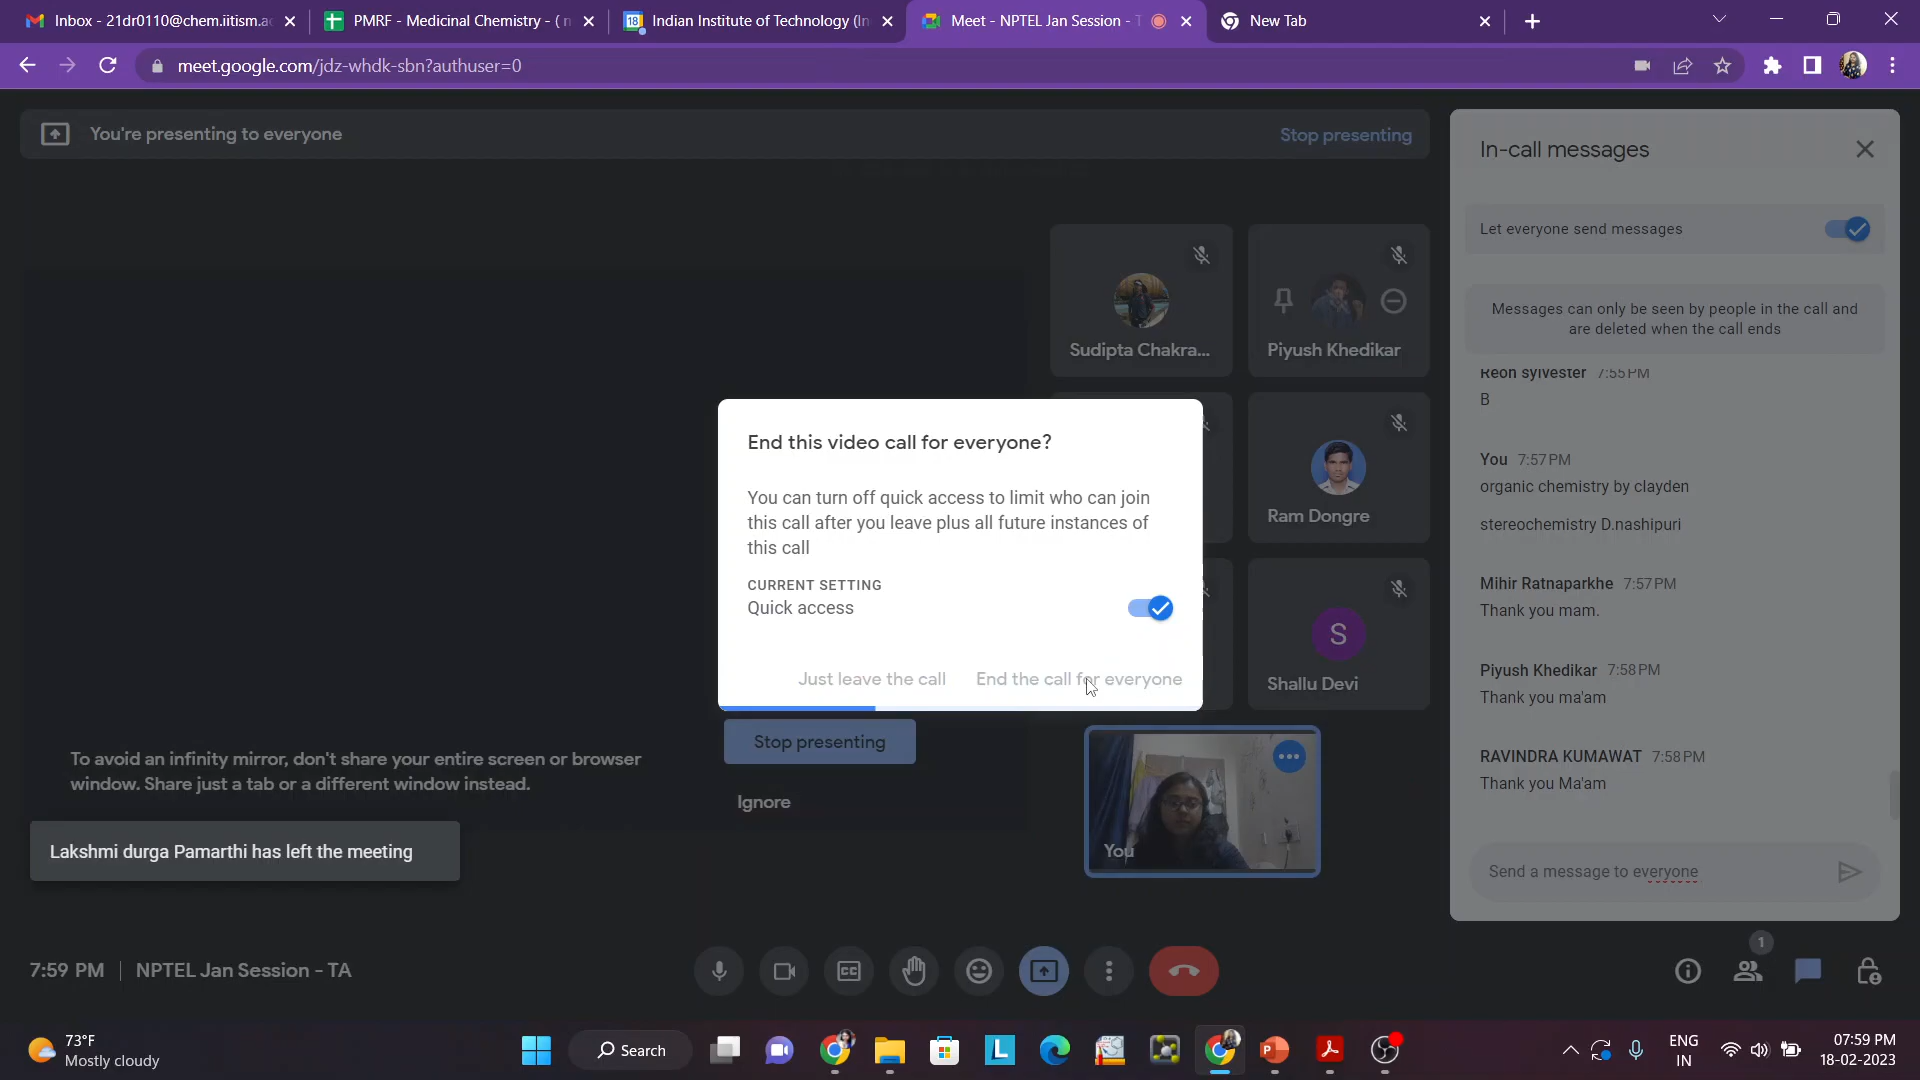 Inbox - 21dr0110@chem.iitism.ac
PMRF - Medicinal Chemistry - (
Indian Institute of Technology (In
Meet - NPTEL Jan Session - T
New Tab
meet.google.com/jdz-whdk-sbn?authuser=0
You're presenting to everyone
Stop presenting
In-call messages
Let everyone send messages
Messages can only be seen by people in the call and
are deleted when the call ends
Reon sylvester 7:55 PM
B
You 7:57 PM
organic chemistry by clayden
stereochemistry D.nashipuri
Mihir Ratnaparkhe 7:57 PM
Thank you mam.
Piyush Khedikar 7:58 PM
Thank you ma'am
RAVINDRA KUMAWAT 7:58 PM
Thank you Ma'am
Send a message to everyone
Sudipta Chakra...
Piyush Khedikar
Ram Dongre
S
Shallu Devi
You
End this video call for everyone?
You can turn off quick access to limit who can join
this call after you leave plus all future instances of
this call
CURRENT SETTING
Quick access
Just leave the call
End the call for everyone
Stop presenting
Ignore
To avoid an infinity mirror, don't share your entire screen or browser
window. Share just a tab or a different window instead.
Lakshmi durga Pamarthi has left the meeting
7:59 PM | NPTEL Jan Session - TA
1
73°F
Mostly cloudy
Search
ENG
IN
07:59 PM
18-02-2023